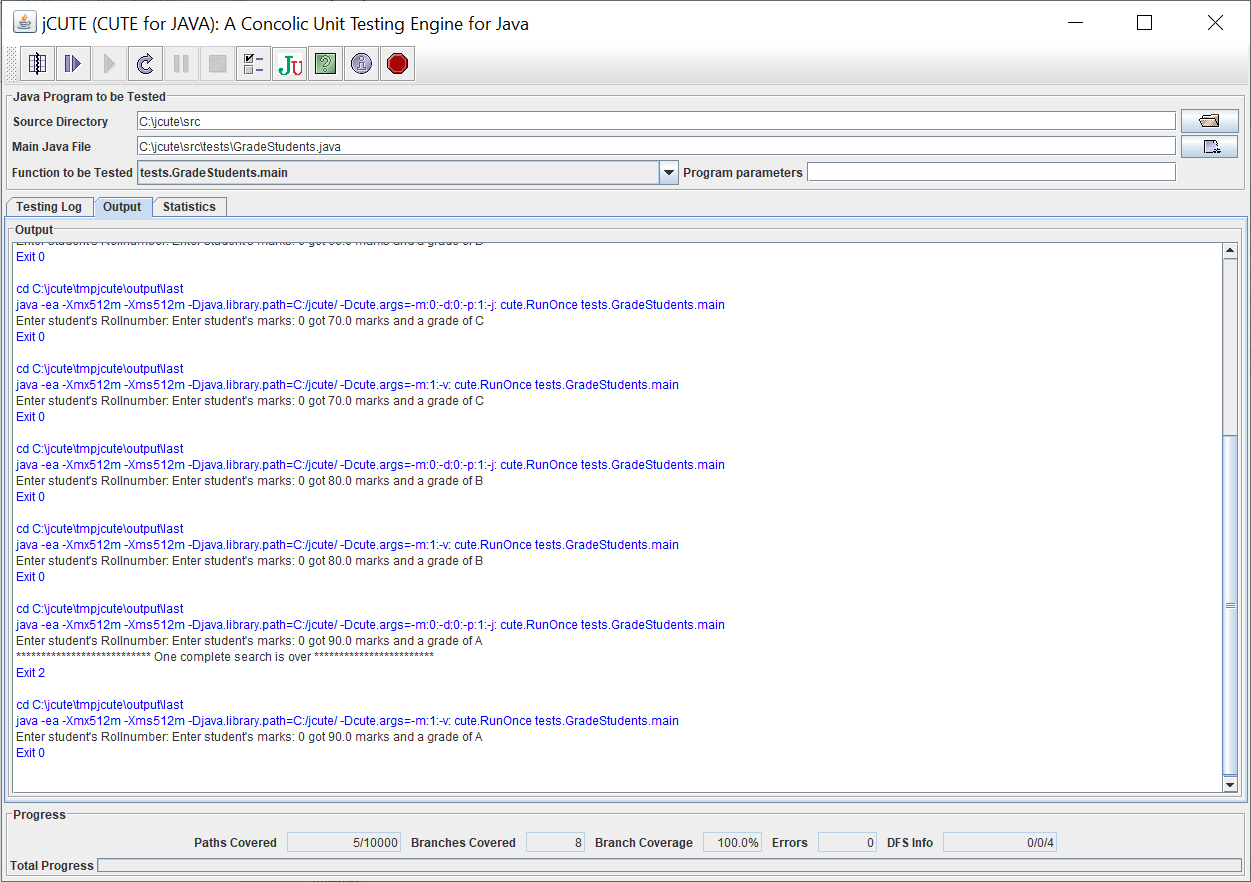 jCUTE (CUTE for JAVA): A Concolic Unit Testing Engine for Java
JU ? i
Java Program to be Tested
Source Directory C:\jcute\src
Main Java File C:\jcute\src\tests\GradeStudents.java
Function to be Tested tests.GradeStudents.main Program parameters
Testing Log Output Statistics
Output
Exit 0
cd C:\jcute\tmpjcute\output\last
java -ea -Xmx512m -Xms512m -Djava.library.path=C:/jcute/ -Dcute.args=-m:0:-d:0:-p:1:-j: cute.RunOnce tests.GradeStudents.main
Enter student's Rollnumber: Enter student's marks: 0 got 70.0 marks and a grade of C
Exit 0
cd C:\jcute\tmpjcute\output\last
java -ea -Xmx512m -Xms512m -Djava.library.path=C:/jcute/ -Dcute.args=-m:1:-v: cute.RunOnce tests.GradeStudents.main
Enter student's Rollnumber: Enter student's marks: 0 got 70.0 marks and a grade of C
Exit 0
cd C:\jcute\tmpjcute\output\last
java -ea -Xmx512m -Xms512m -Djava.library.path=C:/jcute/ -Dcute.args=-m:0:-d:0:-p:1:-j: cute.RunOnce tests.GradeStudents.main
Enter student's Rollnumber: Enter student's marks: 0 got 80.0 marks and a grade of B
Exit 0
cd C:\jcute\tmpjcute\output\last
java -ea -Xmx512m -Xms512m -Djava.library.path=C:/jcute/ -Dcute.args=-m:1:-v: cute.RunOnce tests.GradeStudents.main
Enter student's Rollnumber: Enter student's marks: 0 got 80.0 marks and a grade of B
Exit 0
cd C:\jcute\tmpjcute\output\last
java -ea -Xmx512m -Xms512m -Djava.library.path=C:/jcute/ -Dcute.args=-m:0:-d:0:-p:1:-j: cute.RunOnce tests.GradeStudents.main
Enter student's Rollnumber: Enter student's marks: 0 got 90.0 marks and a grade of A
*************************** One complete search is over ************************
Exit 2
cd C:\jcute\tmpjcute\output\last
java -ea -Xmx512m -Xms512m -Djava.library.path=C:/jcute/ -Dcute.args=-m:1:-v: cute.RunOnce tests.GradeStudents.main
Enter student's Rollnumber: Enter student's marks: 0 got 90.0 marks and a grade of A
Exit 0
Progress
Paths Covered 5/10000 Branches Covered 8 Branch Coverage 100.0% Errors 0 DFS Info 0/0/4
Total Progress